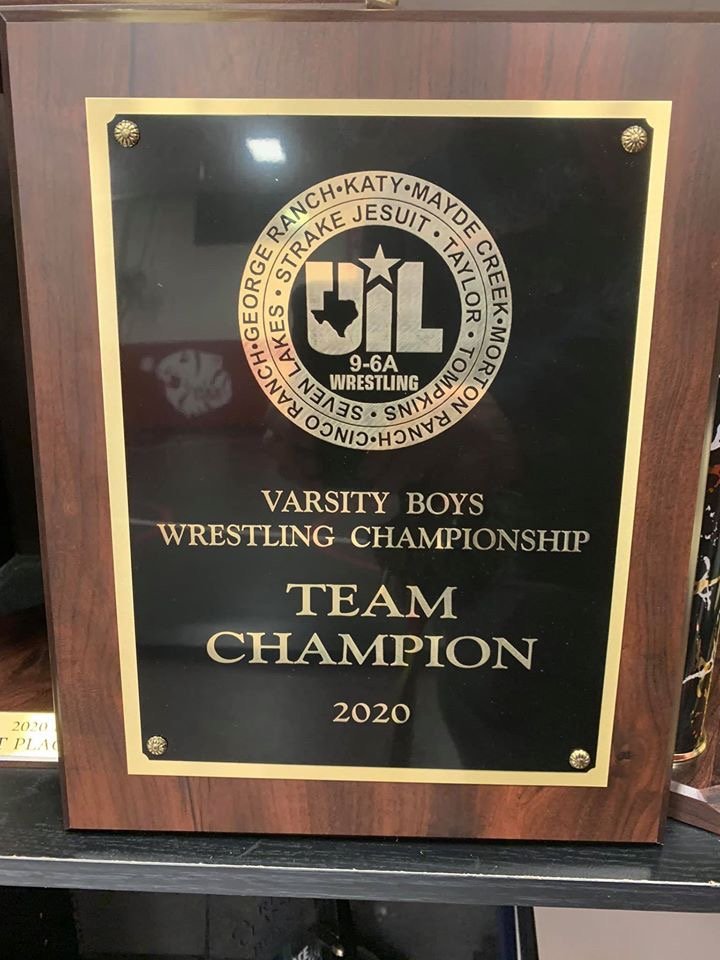 CINCO RANCH•GEORGE RANCH•KATY•MAYDE CREEK•MORTON RANCH•
SEVEN LAKES • STRAKE JESUIT • TAYLOR • TOMPKINS •
UIL
9-6A
WRESTLING
VARSITY BOYS
WRESTLING CHAMPIONSHIP
TEAM
CHAMPION
2020
2020